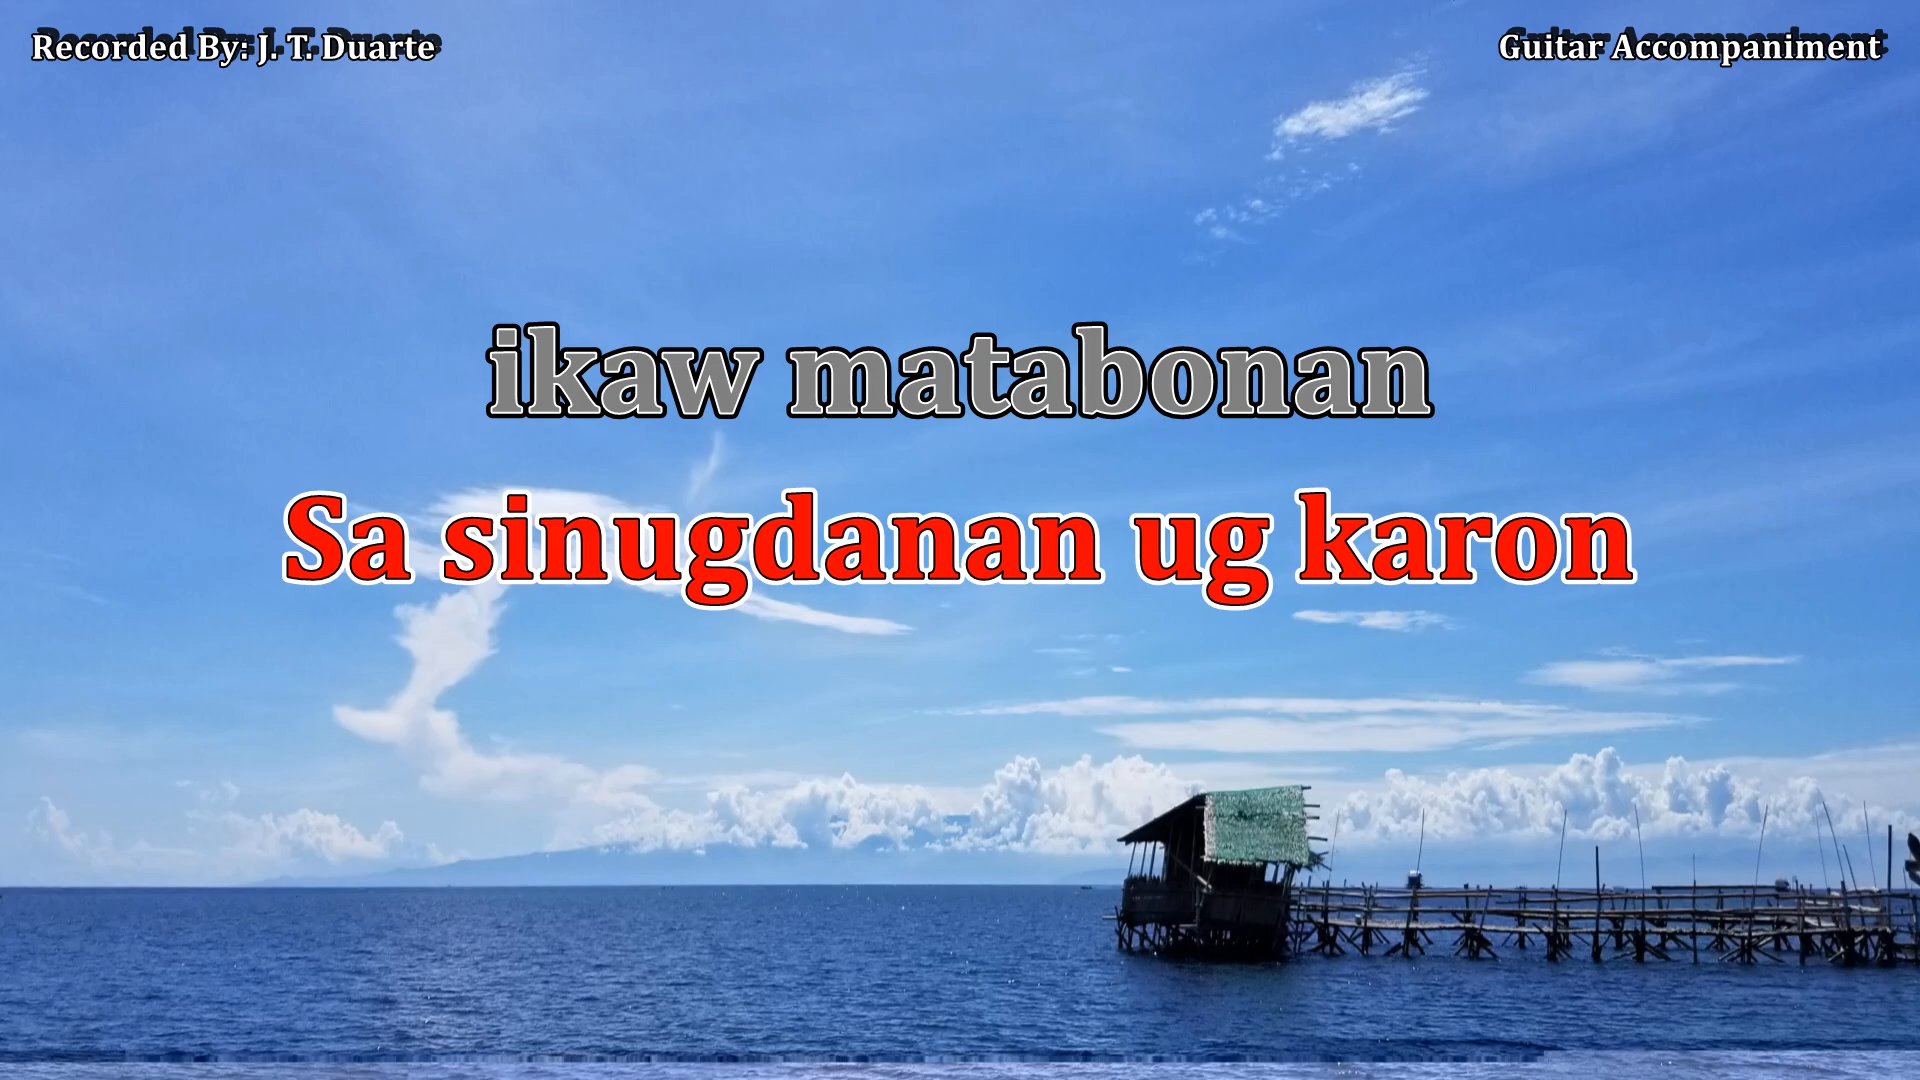 Recorded By: J. T. Duarte
Guitar Accompaniment
ikaw matabonan
Sa sinugdanan ug karon